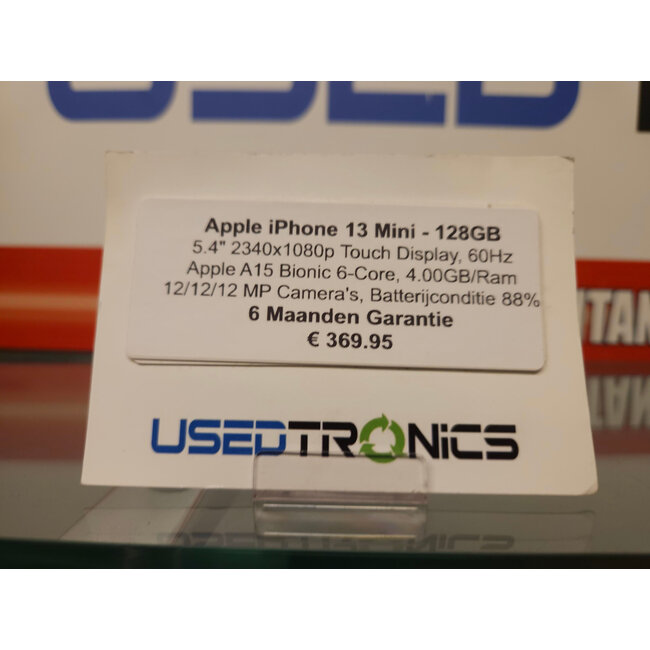 USED
Apple iPhone 13 Mini - 128GB
5.4" 2340x1080p Touch Display, 60Hz
Apple A15 Bionic 6-Core, 4.00GB/Ram
12/12/12 MP Camera's, Batterijconditie 88%
6 Maanden Garantie
€ 369.95
USEDTRONiCS